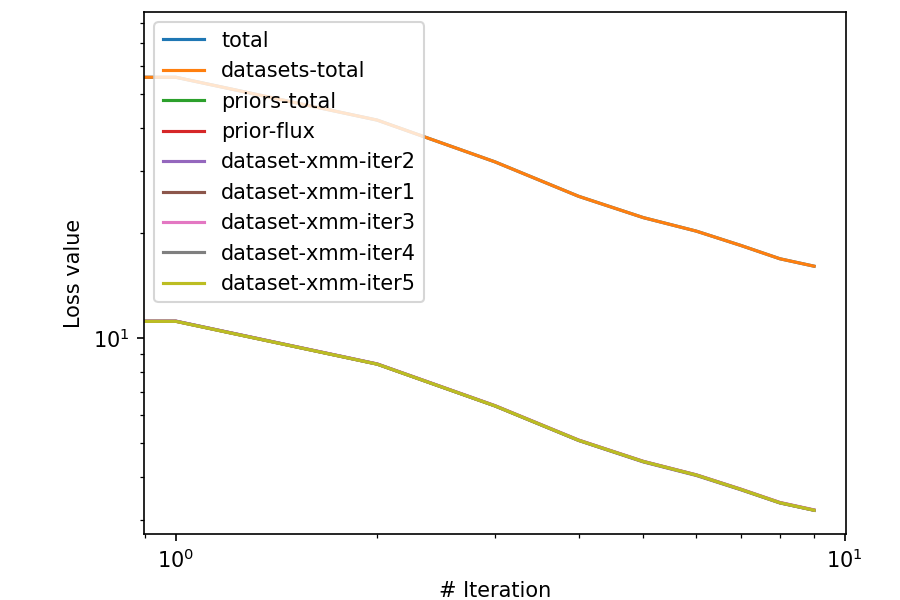 total
datasets-total
priors-total
prior-flux
dataset-xmm-iter2
dataset-xmm-iter1
dataset-xmm-iter3
dataset-xmm-iter4
dataset-xmm-iter5
Loss value
10¹
10⁰
10¹
# Iteration